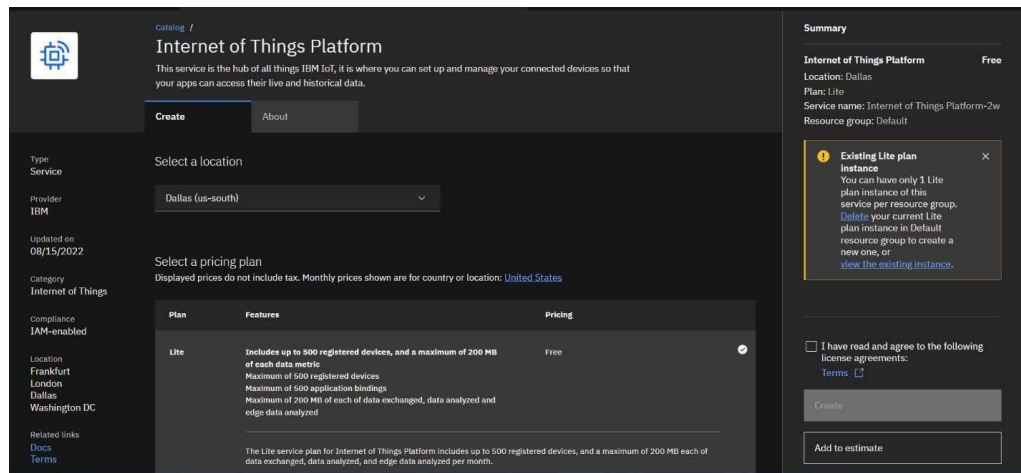 Catalog /
Internet of Things Platform
This service is the hub of all things IBM IoT, it is where you can set up and manage your connected devices so that
your apps can access their live and historical data.
Create
About
Type
Service
Provider
IBM
Updated on
08/15/2022
Category
Internet of Things
Compliance
IAM-enabled
Location
Frankfurt
London
Dallas
Washington DC
Related links
Docs
Terms
Select a location
Dallas (us-south)
Select a pricing plan
Displayed prices do not include tax. Monthly prices shown are for country or location: United States
Plan Features Pricing
Lite Includes up to 500 registered devices, and a maximum of 200 MB Free
of each data metric
Maximum of 500 registered devices
Maximum of 500 application bindings
Maximum of 200 MB of each of data exchanged, data analyzed and
edge data analyzed
The Lite service plan for Internet of Things Platform includes up to 500 registered devices, and a maximum of 200 MB each of
data exchanged, data analyzed, and edge data analyzed per month.
Summary
Internet of Things Platform Free
Location: Dallas
Plan: Lite
Service name: Internet of Things Platform-2w
Resource group: Default
Existing Lite plan
instance
You can have only 1 Lite
plan instance of this
service per resource group.
Delete your current Lite
plan instance in Default
resource group to create a
new one, or
view the existing instance.
I have read and agree to the following
license agreements:
Terms
Create
Add to estimate